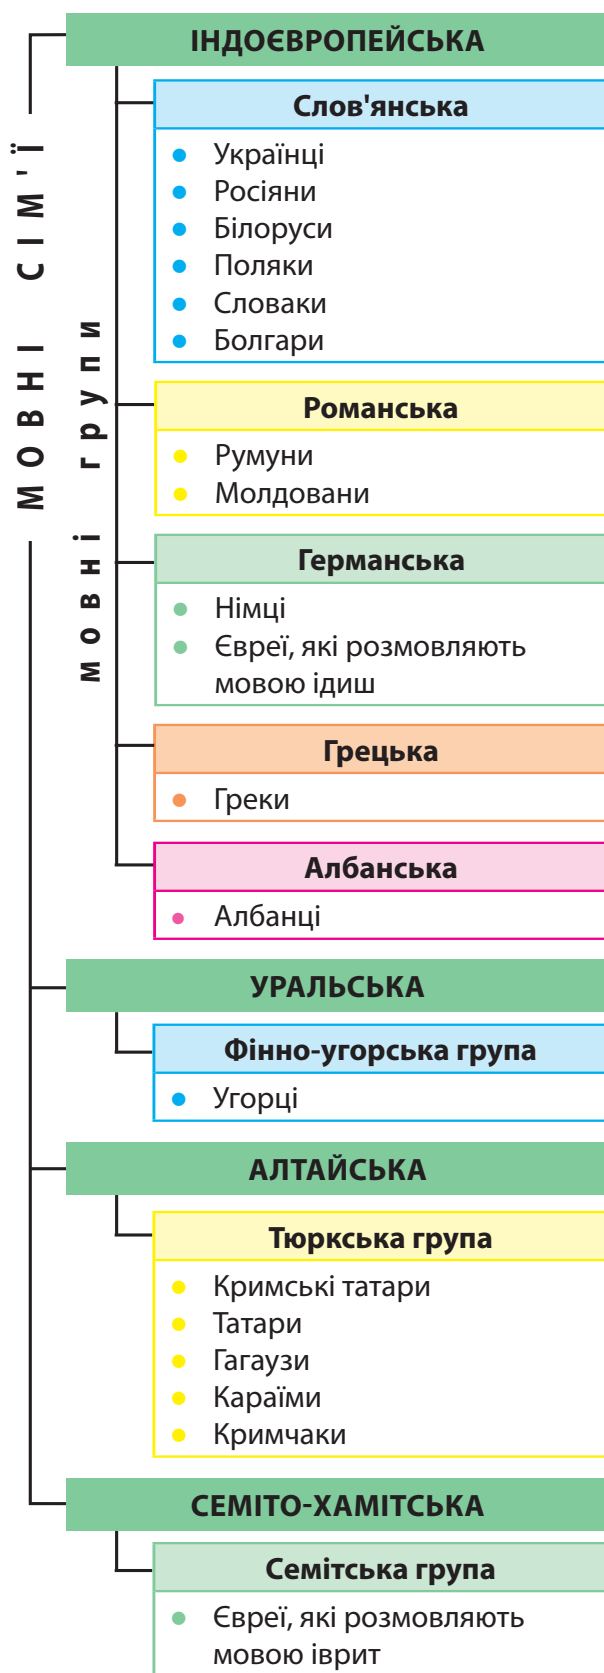 МОВНІ СІМ'Ї
мовні групи
ІНДОЄВРОПЕЙСЬКА
Слов'янська
Українці
Росіяни
Білоруси
Поляки
Словаки
Болгари
Романська
Румуни
Молдовани
Германська
Німці
Євреї, які розмовляють
мовою ідиш
Грецька
Греки
Албанська
Албанці
УРАЛЬСЬКА
Фінно-угорська група
Угорці
АЛТАЙСЬКА
Тюркська група
Кримські татари
Татари
Гагаузи
Караїми
Кримчаки
СЕМІТО-ХАМІТСЬКА
Семітська група
Євреї, які розмовляють
мовою іврит